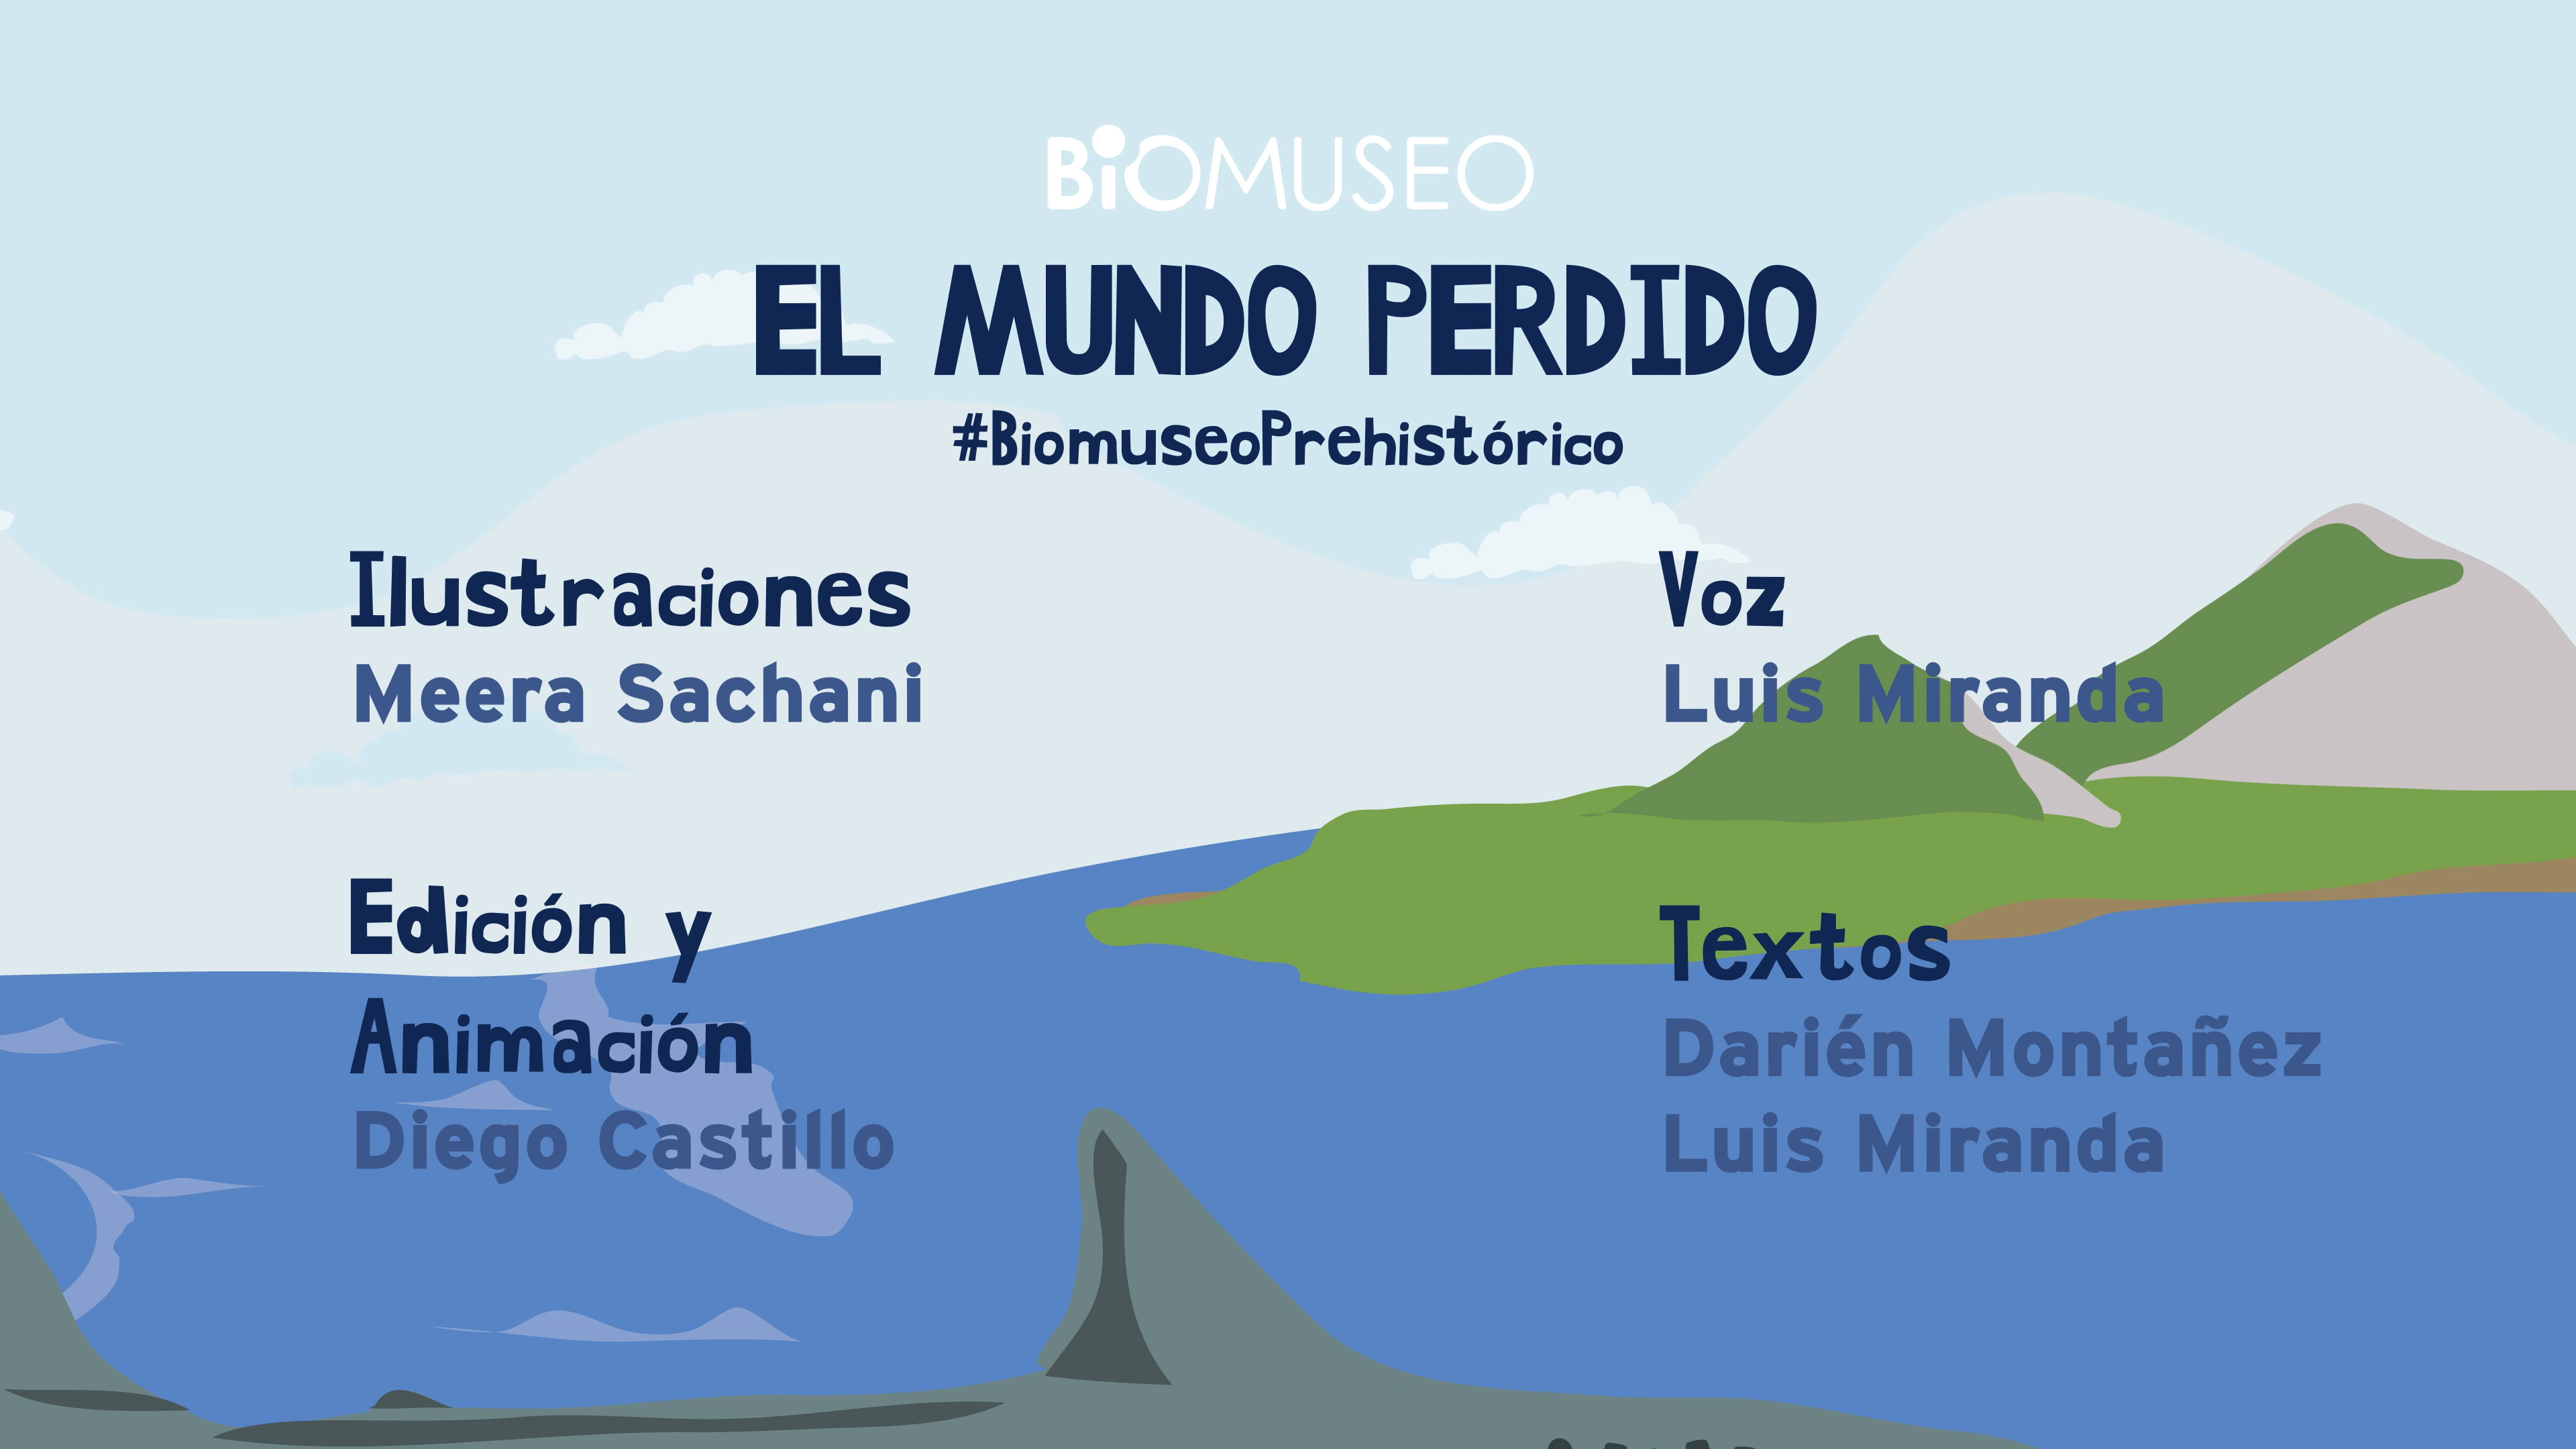 BiOMUSEO
EL MUNDO PERDIDO
#BiomuseoPrehistórico
Ilustraciones
Meera Sachani
Voz
Luis Miranda
Edición y
Animación
Diego Castillo
Textos
Darién Montañez
Luis Miranda